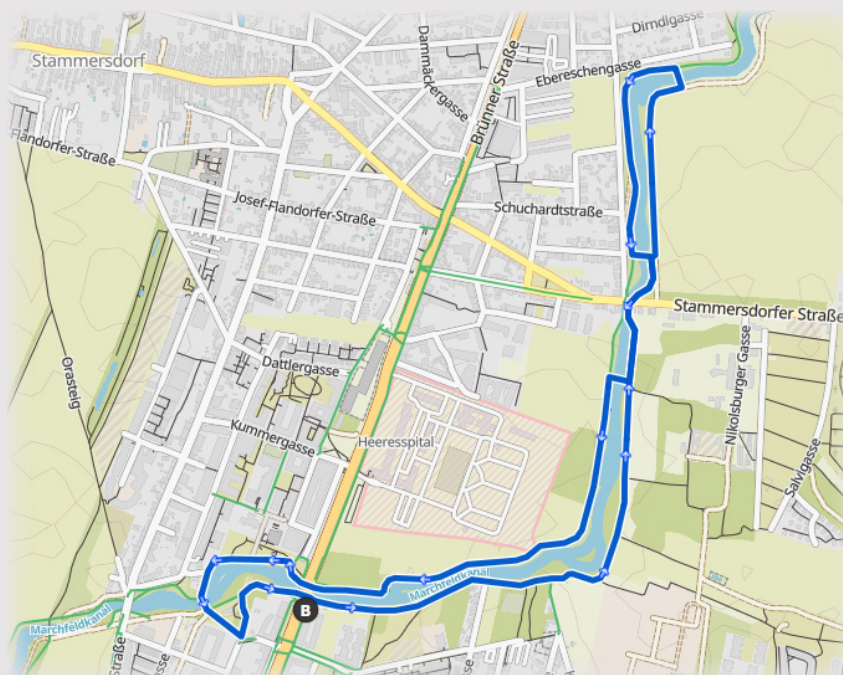 Dirndlgasse
Stammersdorf
Dammäckergasse
Brünner Straße
Ebereschengasse
Flandorfer-Straße
Josef-Flandorfer-Straße
Schuchardtstraße
Stammersdorfer Straße
Orasteig
Dattlergasse
Nikolsburger Gasse
Kummergasse
Heeresspital
Salvigasse
Marchfeldkanal
B
Marchfeldkanal
Straße